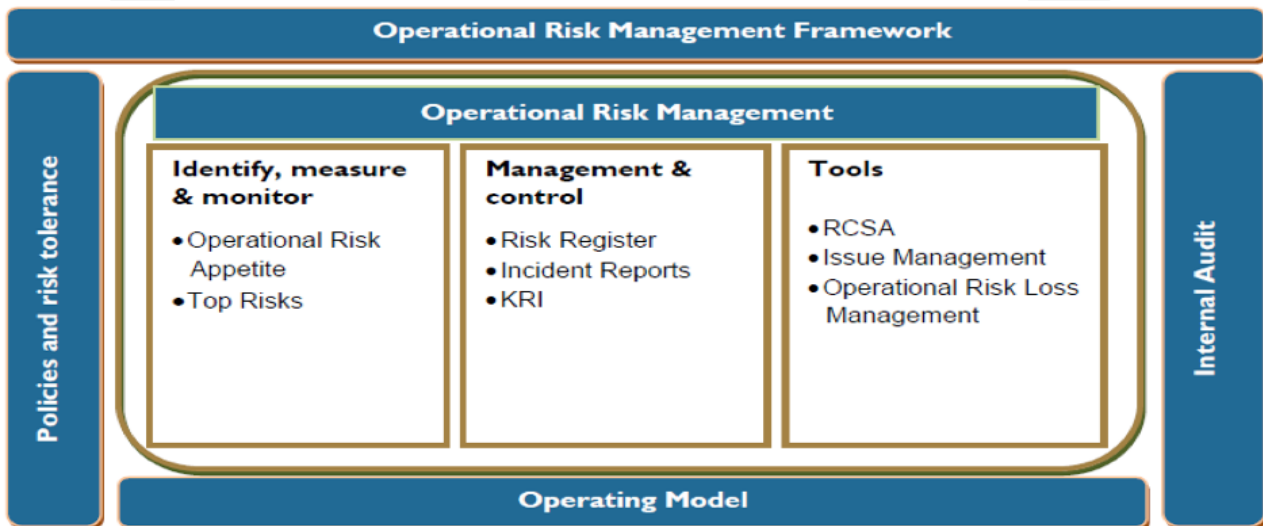 Operational Risk Management Framework
Policies and risk tolerance
Operational Risk Management
Identify, measure
& monitor
•Operational Risk
Appetite
•Top Risks
Management &
control
•Risk Register
•Incident Reports
•KRI
Tools
•RCSA
•Issue Management
•Operational Risk Loss
Management
Internal Audit
Operating Model